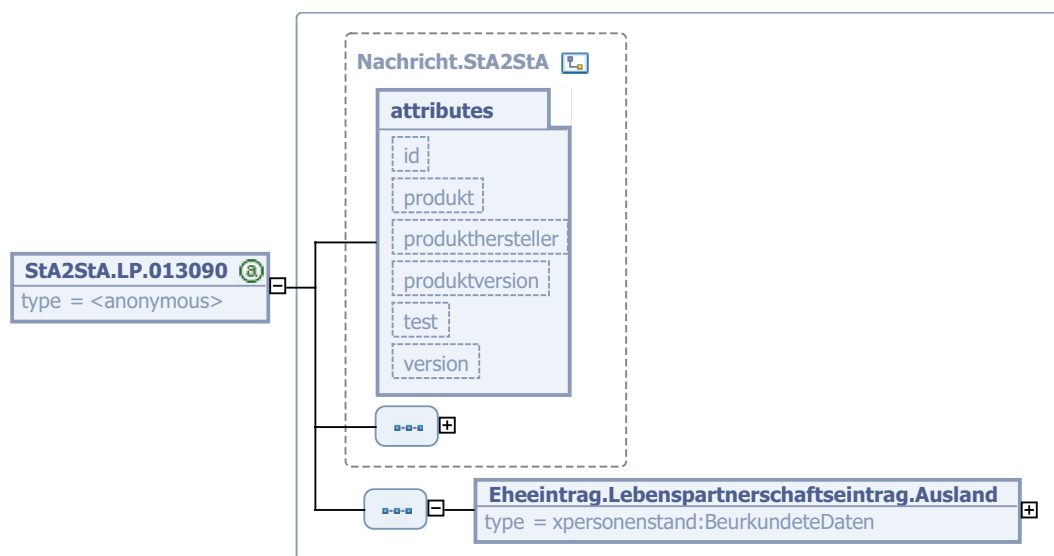 Nachricht.StA2StA
attributes
id
produkt
produkthersteller
produktversion
test
version
StA2StA.LP.013090 a
type = <anonymous>
Eheeintrag.Lebenspartnerschaftseintrag.Ausland
type = xpersonenstand:BeurkundeteDaten